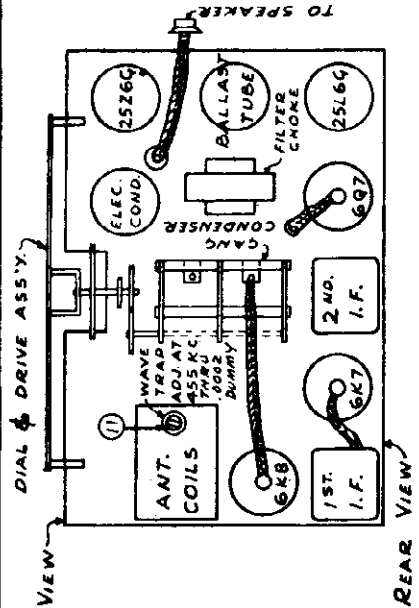 DIAL & DRIVE ASS'Y.
VIEW
TO SPEAKER
25Z6G
ELEC.
COND.
BALLAST
TUBE
FILTER
CHOKE
25L6G
GANG
CONDENSER
6Q7
11
WAVE
TRAP
ADJ. AT
455 KC.
THRU
.0002
DUMMY
ANT.
COILS
6K8
2ND.
I.F.
6K7
1ST.
I.F.
REAR VIEW